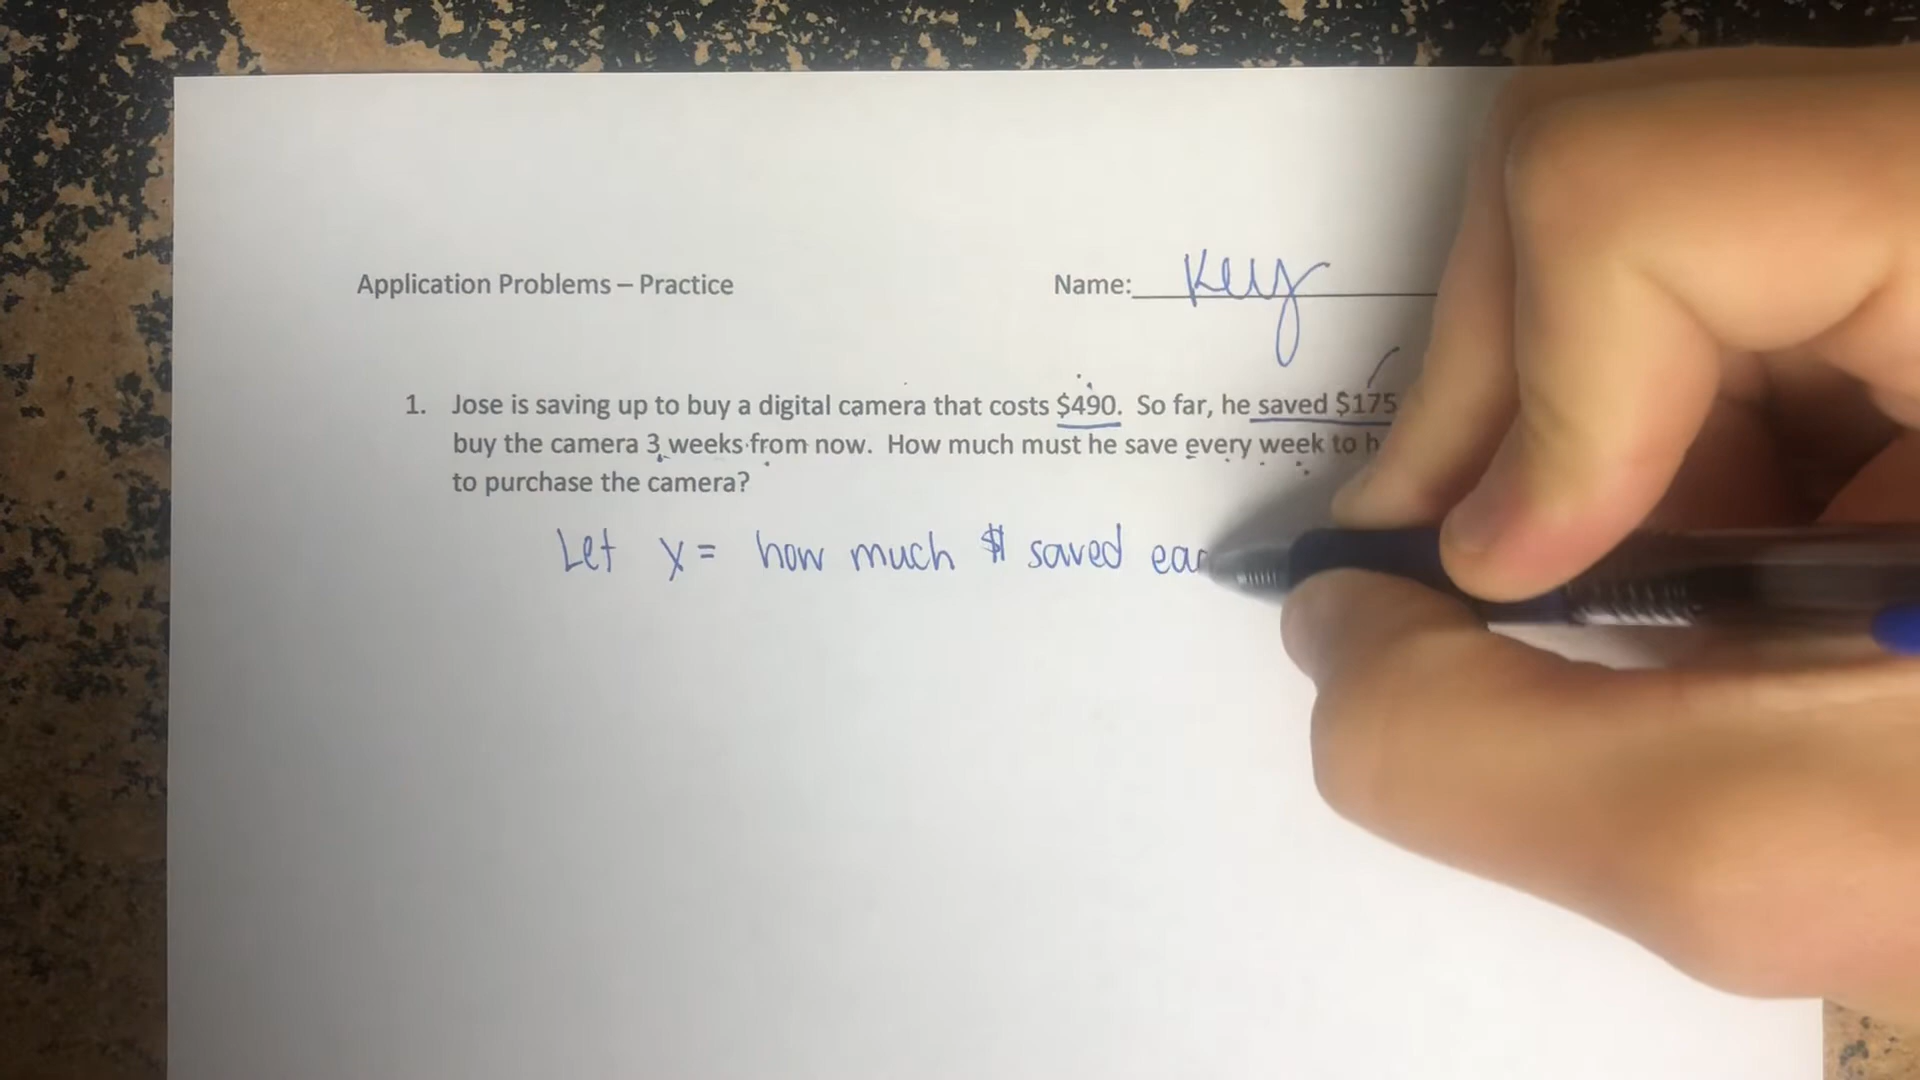 Application Problems – Practice
Name: Key
1. Jose is saving up to buy a digital camera that costs $490. So far, he saved $175
buy the camera 3 weeks from now. How much must he save every week to
to purchase the camera?
Let x = how much $ saved